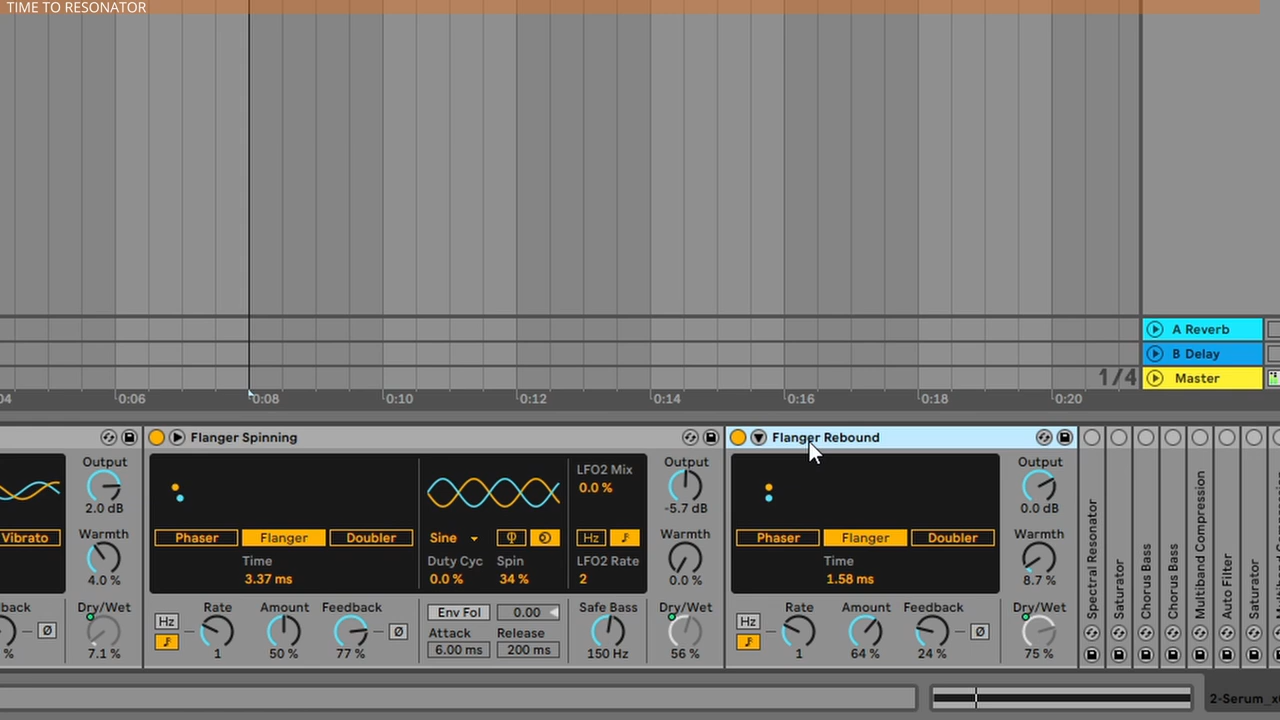 TIME TO RESONATOR
A Reverb
B Delay
1/4 Master
04 0:06 0:08 0:10 0:12 0:14 0:16 0:18 0:20
Flanger Spinning
Flanger Rebound
Output
2.0 dB
Vibrato
Warmth
4.0 %
back
Ø
%
Dry/Wet
7.1 %
Phaser Flanger Doubler
Time
3.37 ms
Hz
Rate
1
Amount
50 %
Feedback
77 %
Ø
Sine
Duty Cyc
0.0 %
Spin
34 %
LFO2 Mix
0.0 %
Hz
LFO2 Rate
2
Env Fol 0.00
Attack
6.00 ms
Release
200 ms
Safe Bass
150 Hz
Output
-5.7 dB
Warmth
0.0 %
Dry/Wet
56 %
Phaser Flanger Doubler
Time
1.58 ms
Hz
Rate
1
Amount
64 %
Feedback
24 %
Ø
Output
0.0 dB
Warmth
8.7 %
Dry/Wet
75 %
Spectral Resonator
Saturator
Chorus Bass
Chorus Bass
Multiband Compression
Auto Filter
Saturator
2-Serum_x